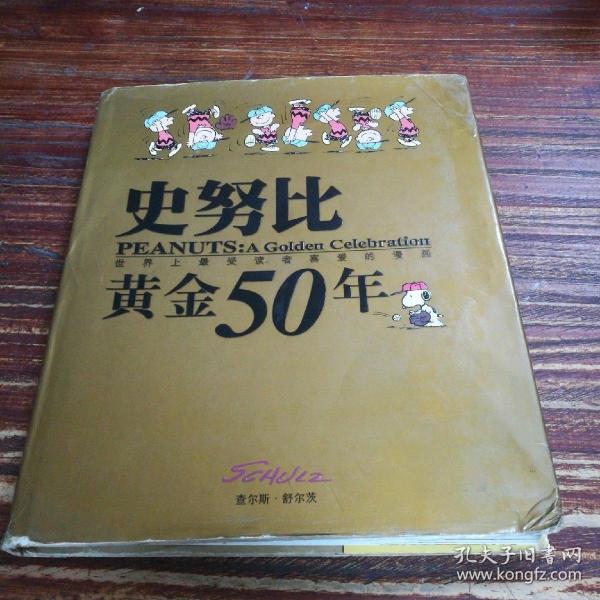 史努比
PEANUTS: A Golden Celebration
世界上最受读者喜爱的漫画
黄金50年
SCHULZ
查尔斯·舒尔茨
孔夫子旧书网
www.kongfz.com